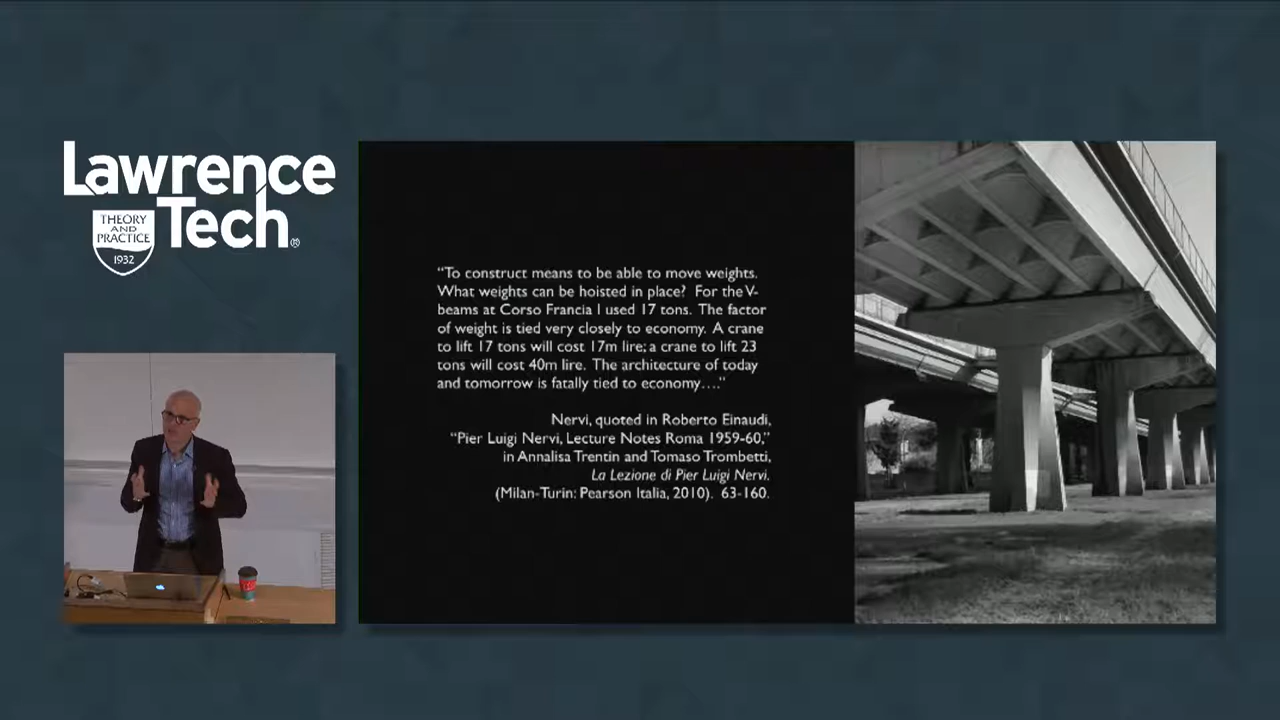 Lawrence
Tech®
THEORY
AND
PRACTICE
1932
“To construct means to be able to move weights.
What weights can be hoisted in place?  For the V-
beams at Corso Francia I used 17 tons.  The factor
of weight is tied very closely to economy.  A crane
to lift 17 tons will cost 17m lire; a crane to lift 23
tons will cost 40m lire.  The architecture of today
and tomorrow is fatally tied to economy….”
Nervi, quoted in Roberto Einaudi,
“Pier Luigi Nervi, Lecture Notes Roma 1959-60,”
in Annalisa Trentin and Tomaso Trombetti,
La Lezione di Pier Luigi Nervi.
(Milan-Turin: Pearson Italia, 2010).  63-160.